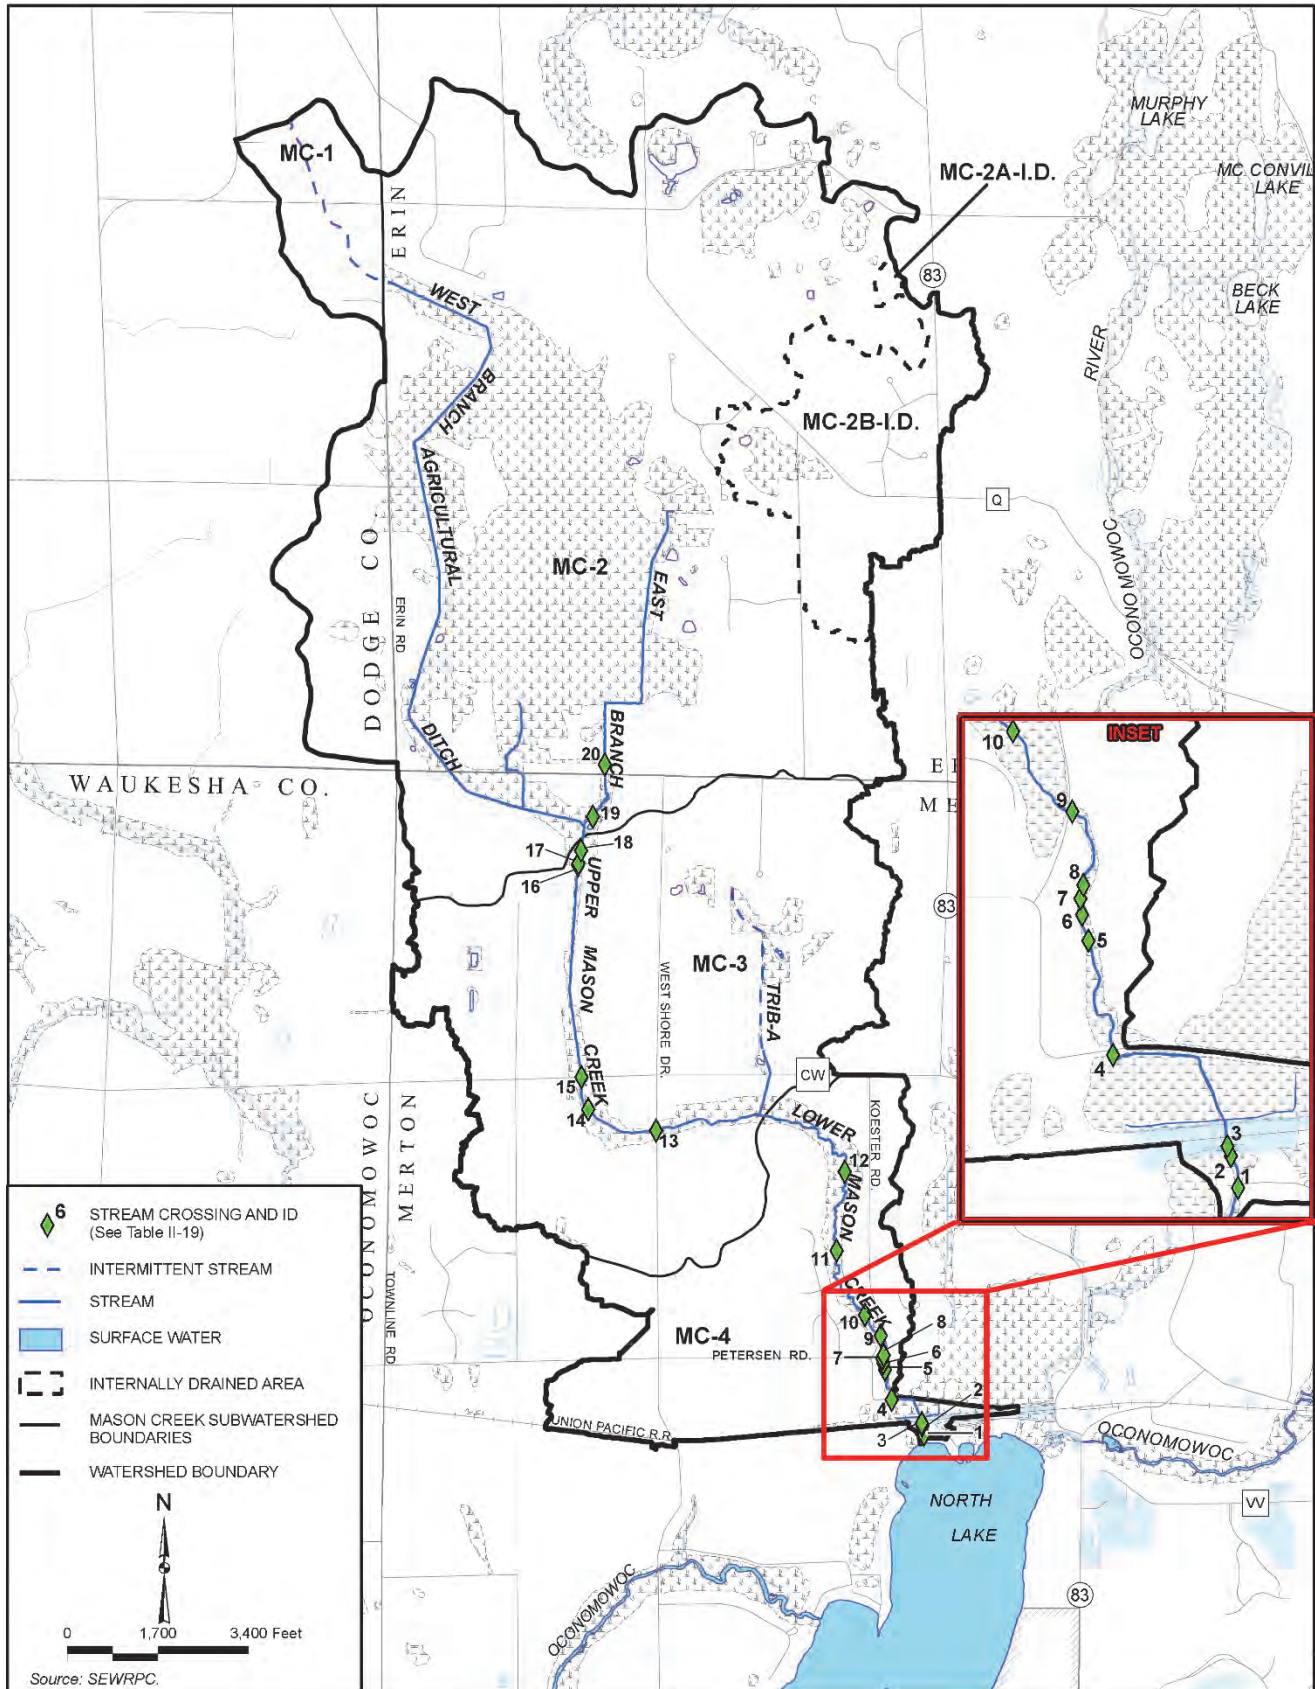 MURPHY
LAKE
MC-1
MC CONVIL
LAKE
MC-2A-I.D.
ERIN
83
WEST
BECK
LAKE
RIVER
BRANCH
MC-2B-I.D.
AGRICULTURAL
Q
OCONOMOWOC
DODGE CO.
MC-2
EAST
ERIN RD
DITCH
BRANCH
INSET
10
20
WAUKESHA CO.
E
ME
9
19
18
17
16
8
7
6
5
UPPER MASON CREEK
83
MC-3
WEST SHORE DR.
TRIB-A
4
CW
15
14
13
OCONOMOWOC
MERTON
LOWER MASON CREEK
KOESTER RD.
3
2
1
12
11
6 STREAM CROSSING AND ID
(See Table II-19)
INTERMITTENT STREAM
STREAM
SURFACE WATER
INTERNALLY DRAINED AREA
MASON CREEK SUBWATERSHED
BOUNDARIES
WATERSHED BOUNDARY
TOWNLINE RD
10
9
8
7
6
5
MC-4
PETERSEN RD.
4
2
3
1
UNION PACIFIC R.R.
OCONOMOWOC
VV
NORTH
LAKE
83
OCONOMOWOC
N
0 1,700 3,400 Feet
Source: SEWRPC.